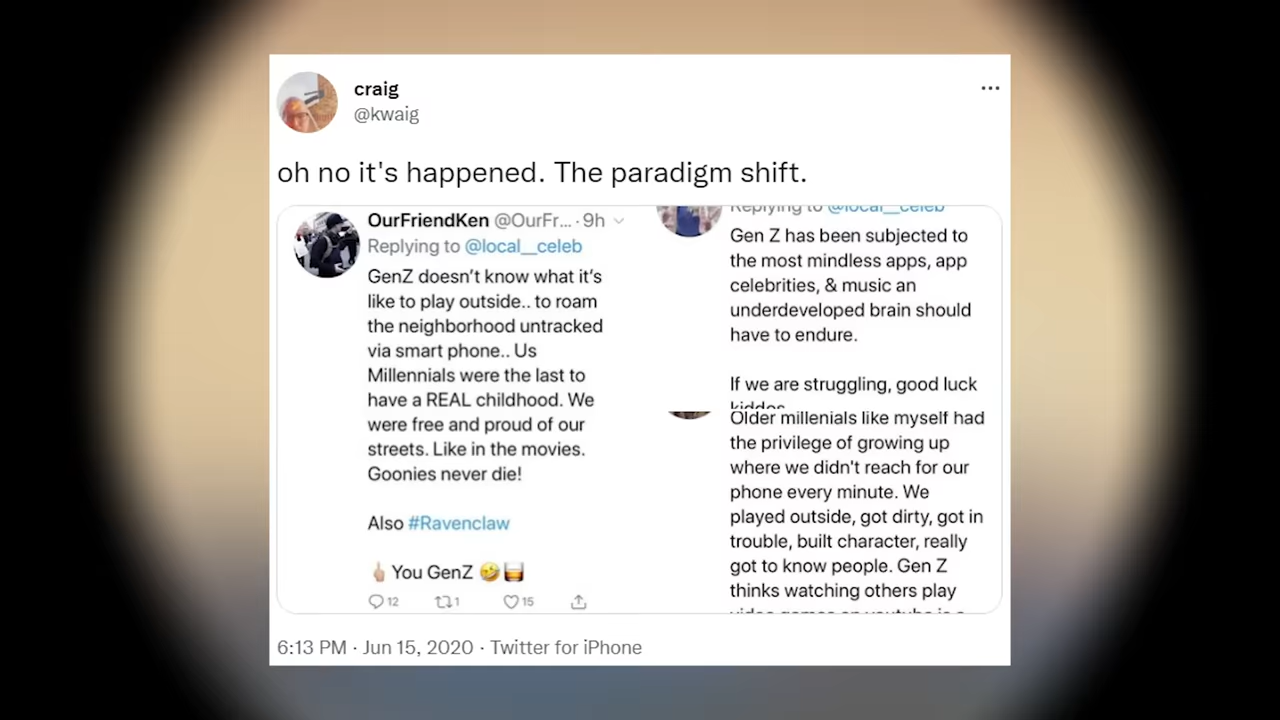 craig
@kwaig
oh no it's happened. The paradigm shift.
OurFriendKen @OurFr... · 9h
Replying to @local__celeb
GenZ doesn't know what it's
like to play outside.. to roam
the neighborhood untracked
via smart phone.. Us
Millennials were the last to
have a REAL childhood. We
were free and proud of our
streets. Like in the movies.
Goonies never die!
Also #Ravenclaw
🖕🏻 You GenZ 🤣🥃
12 1 15
Replying to @local__celeb
Gen Z has been subjected to
the most mindless apps, app
celebrities, & music an
underdeveloped brain should
have to endure.
If we are struggling, good luck
kiddos
Older millenials like myself had
the privilege of growing up
where we didn't reach for our
phone every minute. We
played outside, got dirty, got in
trouble, built character, really
got to know people. Gen Z
thinks watching others play
video games on youtube is a
6:13 PM · Jun 15, 2020 · Twitter for iPhone